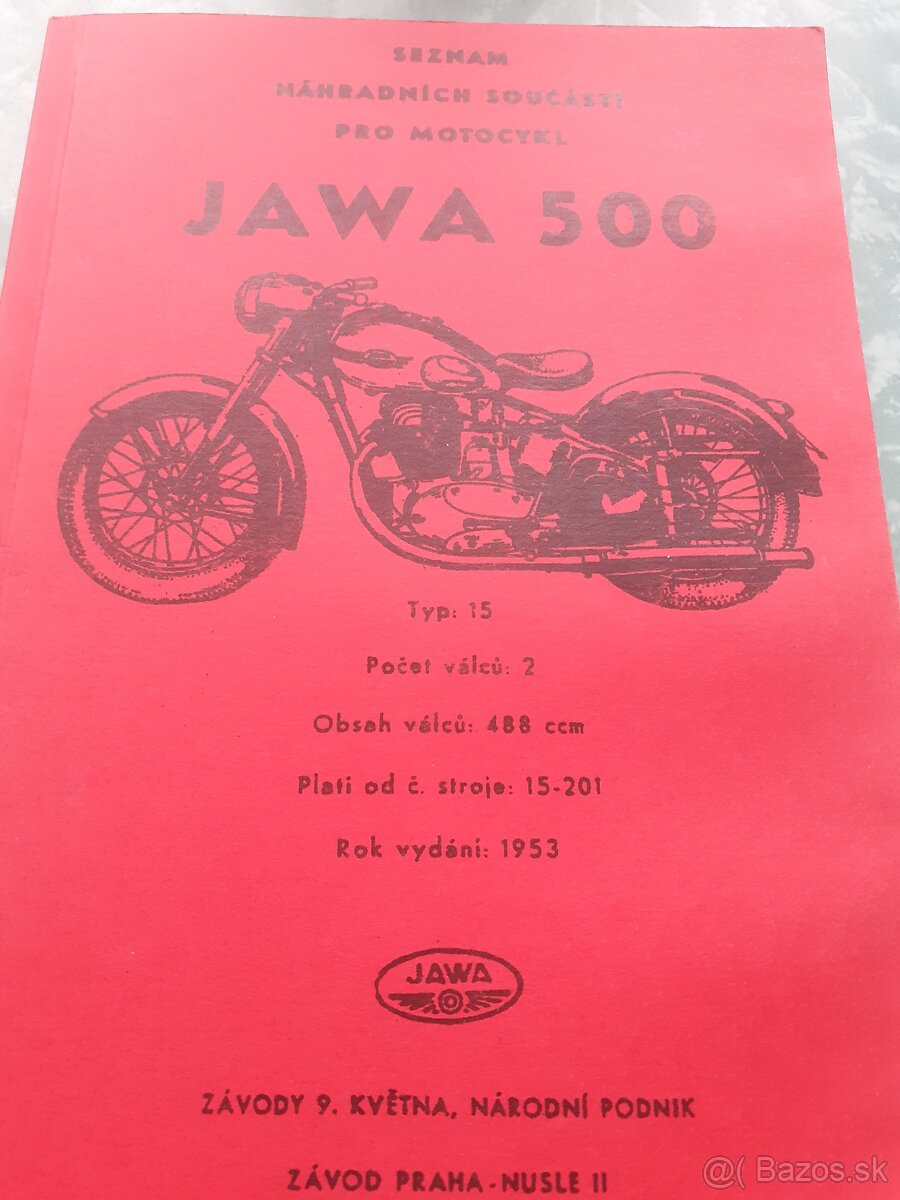 SEZNAM
NÁHRADNÍCH SOUČÁSTÍ
PRO MOTOCYKL
JAWA 500
Typ: 15
Počet válců: 2
Obsah válců: 488 ccm
Platí od č. stroje: 15-201
Rok vydání: 1953
JAWA
ZÁVODY 9. KVĚTNA, NÁRODNÍ PODNIK
ZÁVOD PRAHA - NUSLE II
@( Bazos.sk